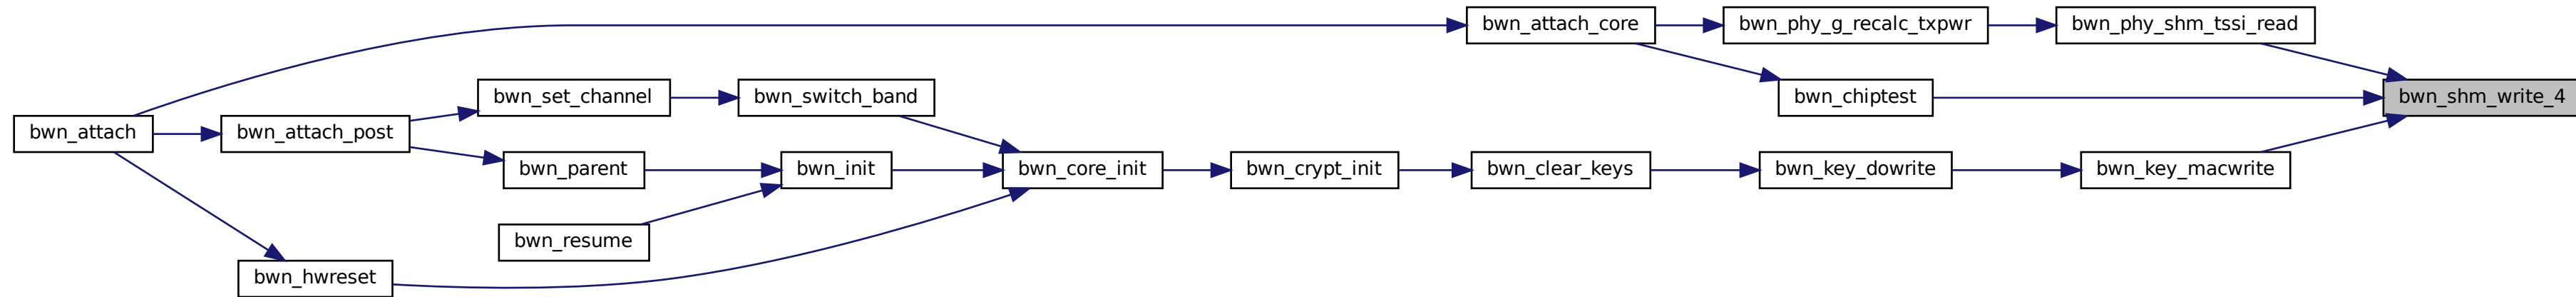 bwn_attach_core
bwn_phy_g_recalc_txpwr
bwn_phy_shm_tssi_read
bwn_set_channel
bwn_switch_band
bwn_chiptest
bwn_shm_write_4
bwn_attach
bwn_attach_post
bwn_parent
bwn_init
bwn_core_init
bwn_crypt_init
bwn_clear_keys
bwn_key_dowrite
bwn_key_macwrite
bwn_resume
bwn_hwreset